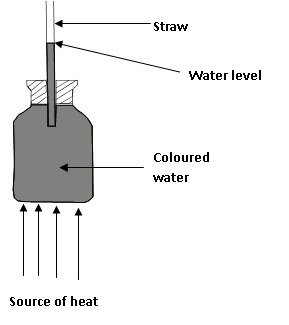 Straw
Water level
Coloured
water
Source of heat